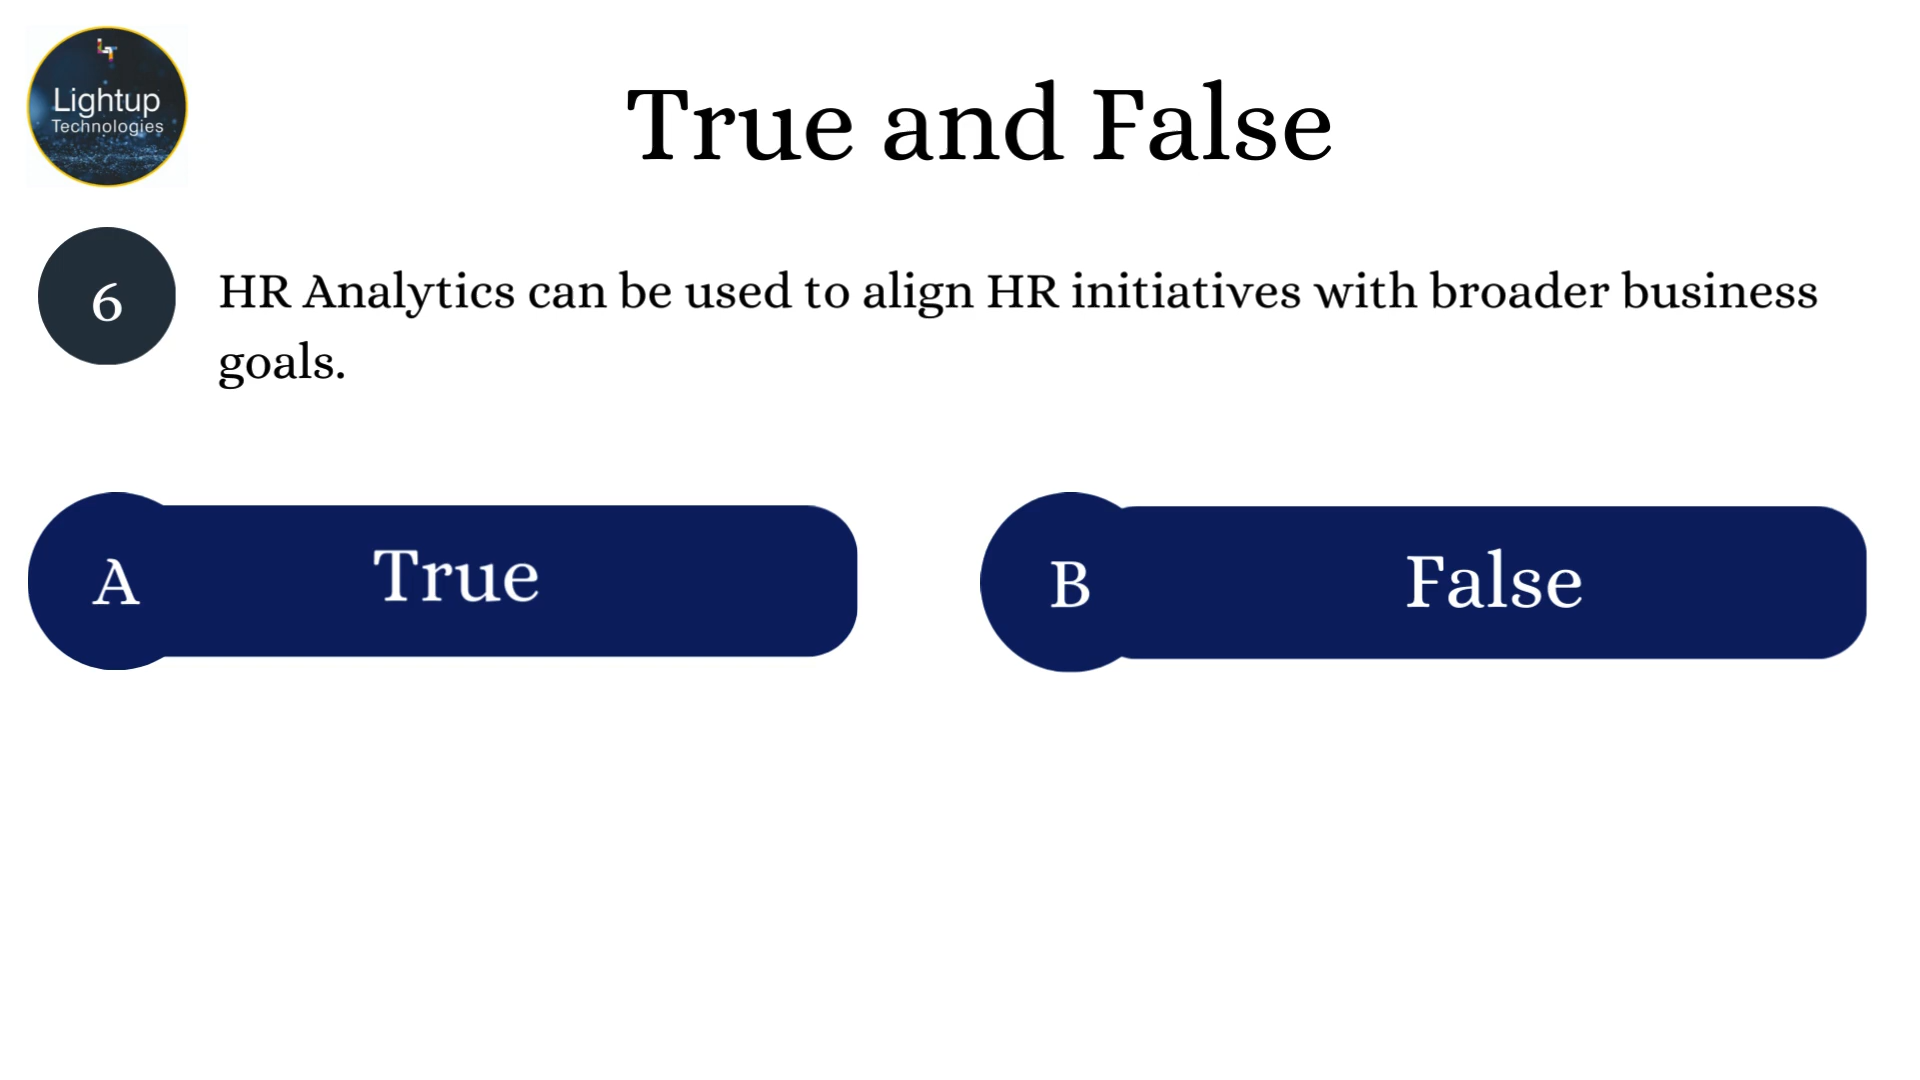 LT
Lightup
Technologies
True and False
6
HR Analytics can be used to align HR initiatives with broader business
goals.
A
True
B
False